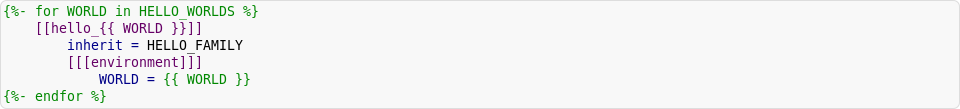 {%- for WORLD in HELLO_WORLDS %}
    [[hello_{{ WORLD }}]]
        inherit = HELLO_FAMILY
        [[[environment]]]
            WORLD = {{ WORLD }}
{%- endfor %}